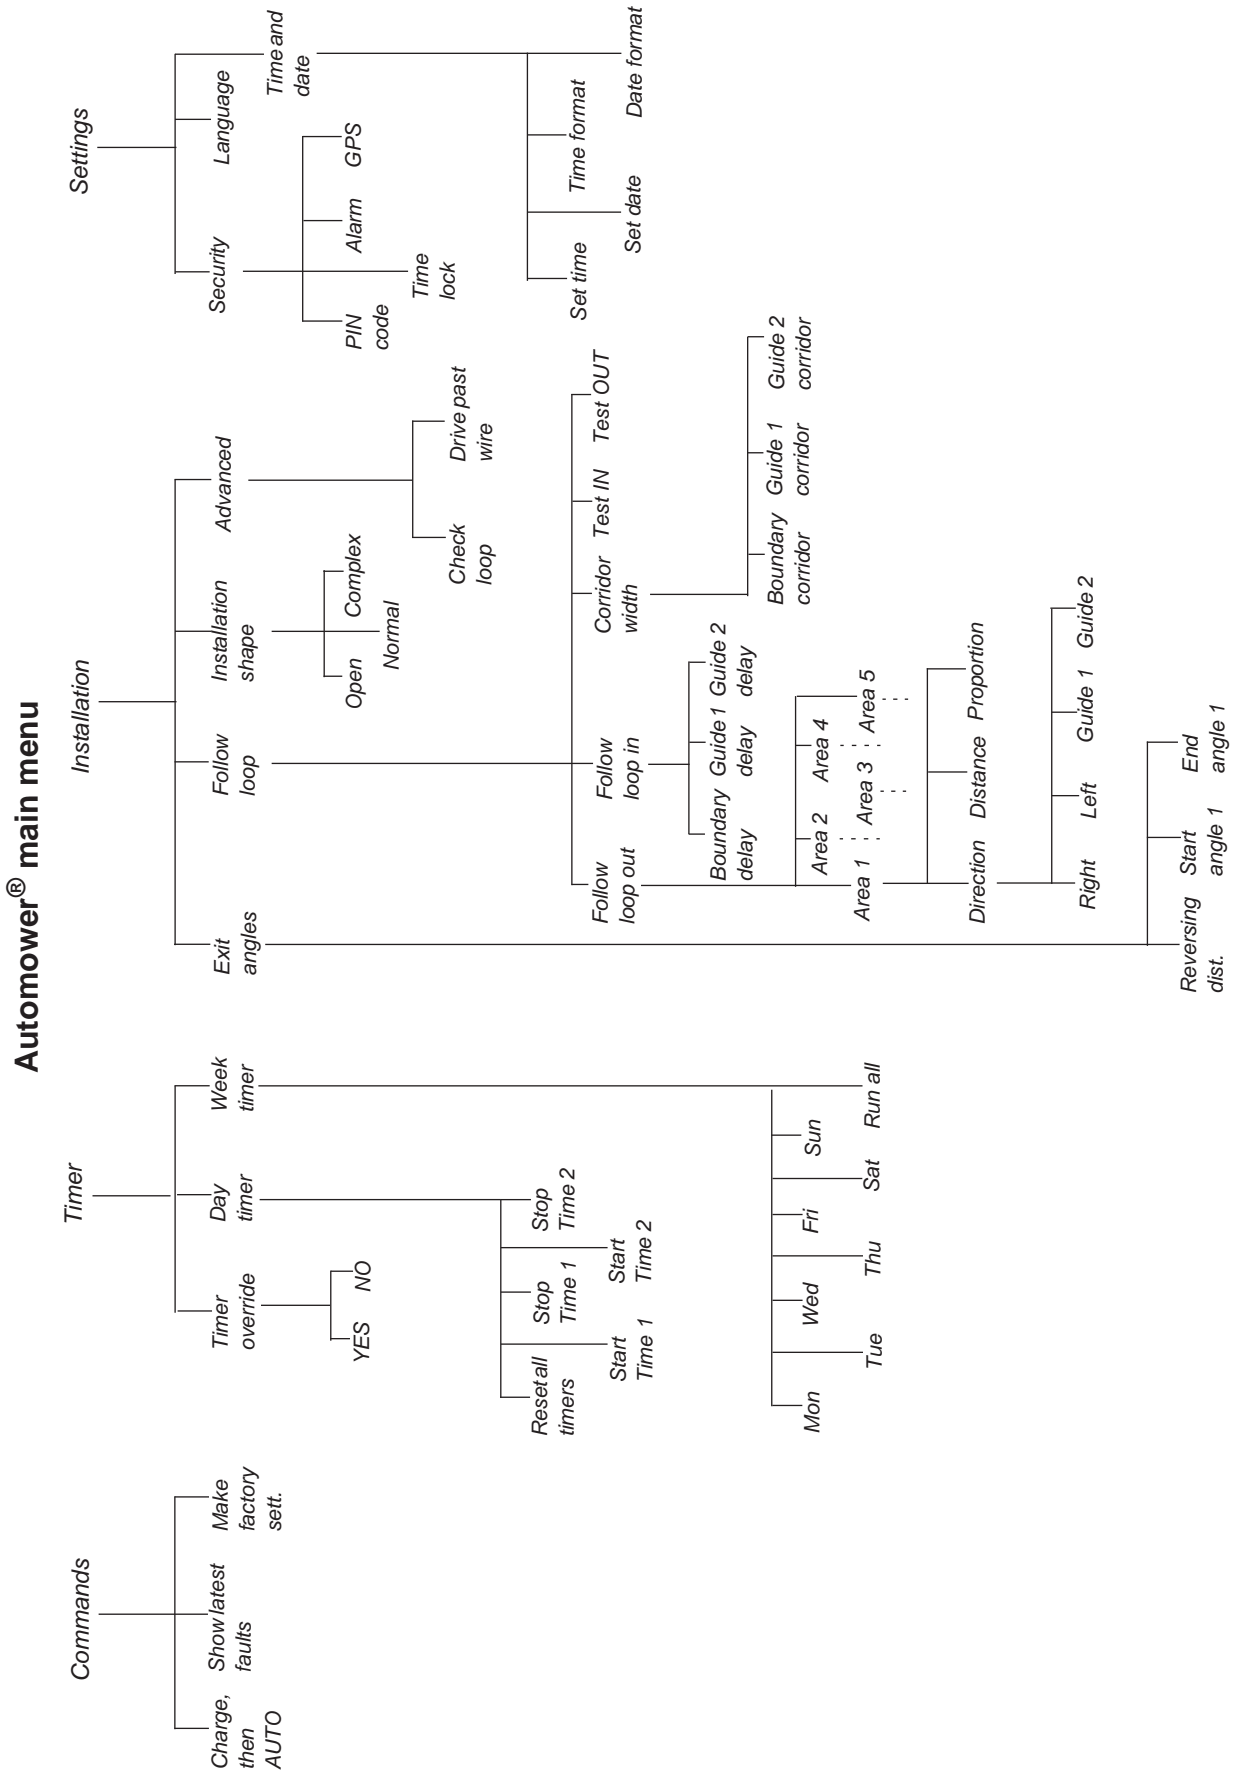 Automower® main menu
Commands
Charge,
then
AUTO
Show latest
faults
Make
factory
sett.
Timer
Timer
override
YES
NO
Day
timer
Reset all
timers
Start
Time 1
Stop
Time 1
Start
Time 2
Stop
Time 2
Week
timer
Mon
Tue
Wed
Thu
Fri
Sat
Sun
Run all
Installation
Exit
angles
Reversing
dist.
Start
angle 1
End
angle 1
Follow
loop
Follow
loop out
Area 1
Area 2
Area 3
Area 4
Area 5
Direction
Distance
Proportion
Right
Left
Guide 1
Guide 2
Follow
loop in
Boundary
delay
Guide 1
delay
Guide 2
delay
Corridor
width
Boundary
corridor
Guide 1
corridor
Guide 2
corridor
Test IN
Test OUT
Installation
shape
Open
Normal
Complex
Advanced
Check
loop
Drive past
wire
Settings
Security
PIN
code
Time
lock
Alarm
GPS
Language
Time and
date
Set time
Set date
Time format
Date format